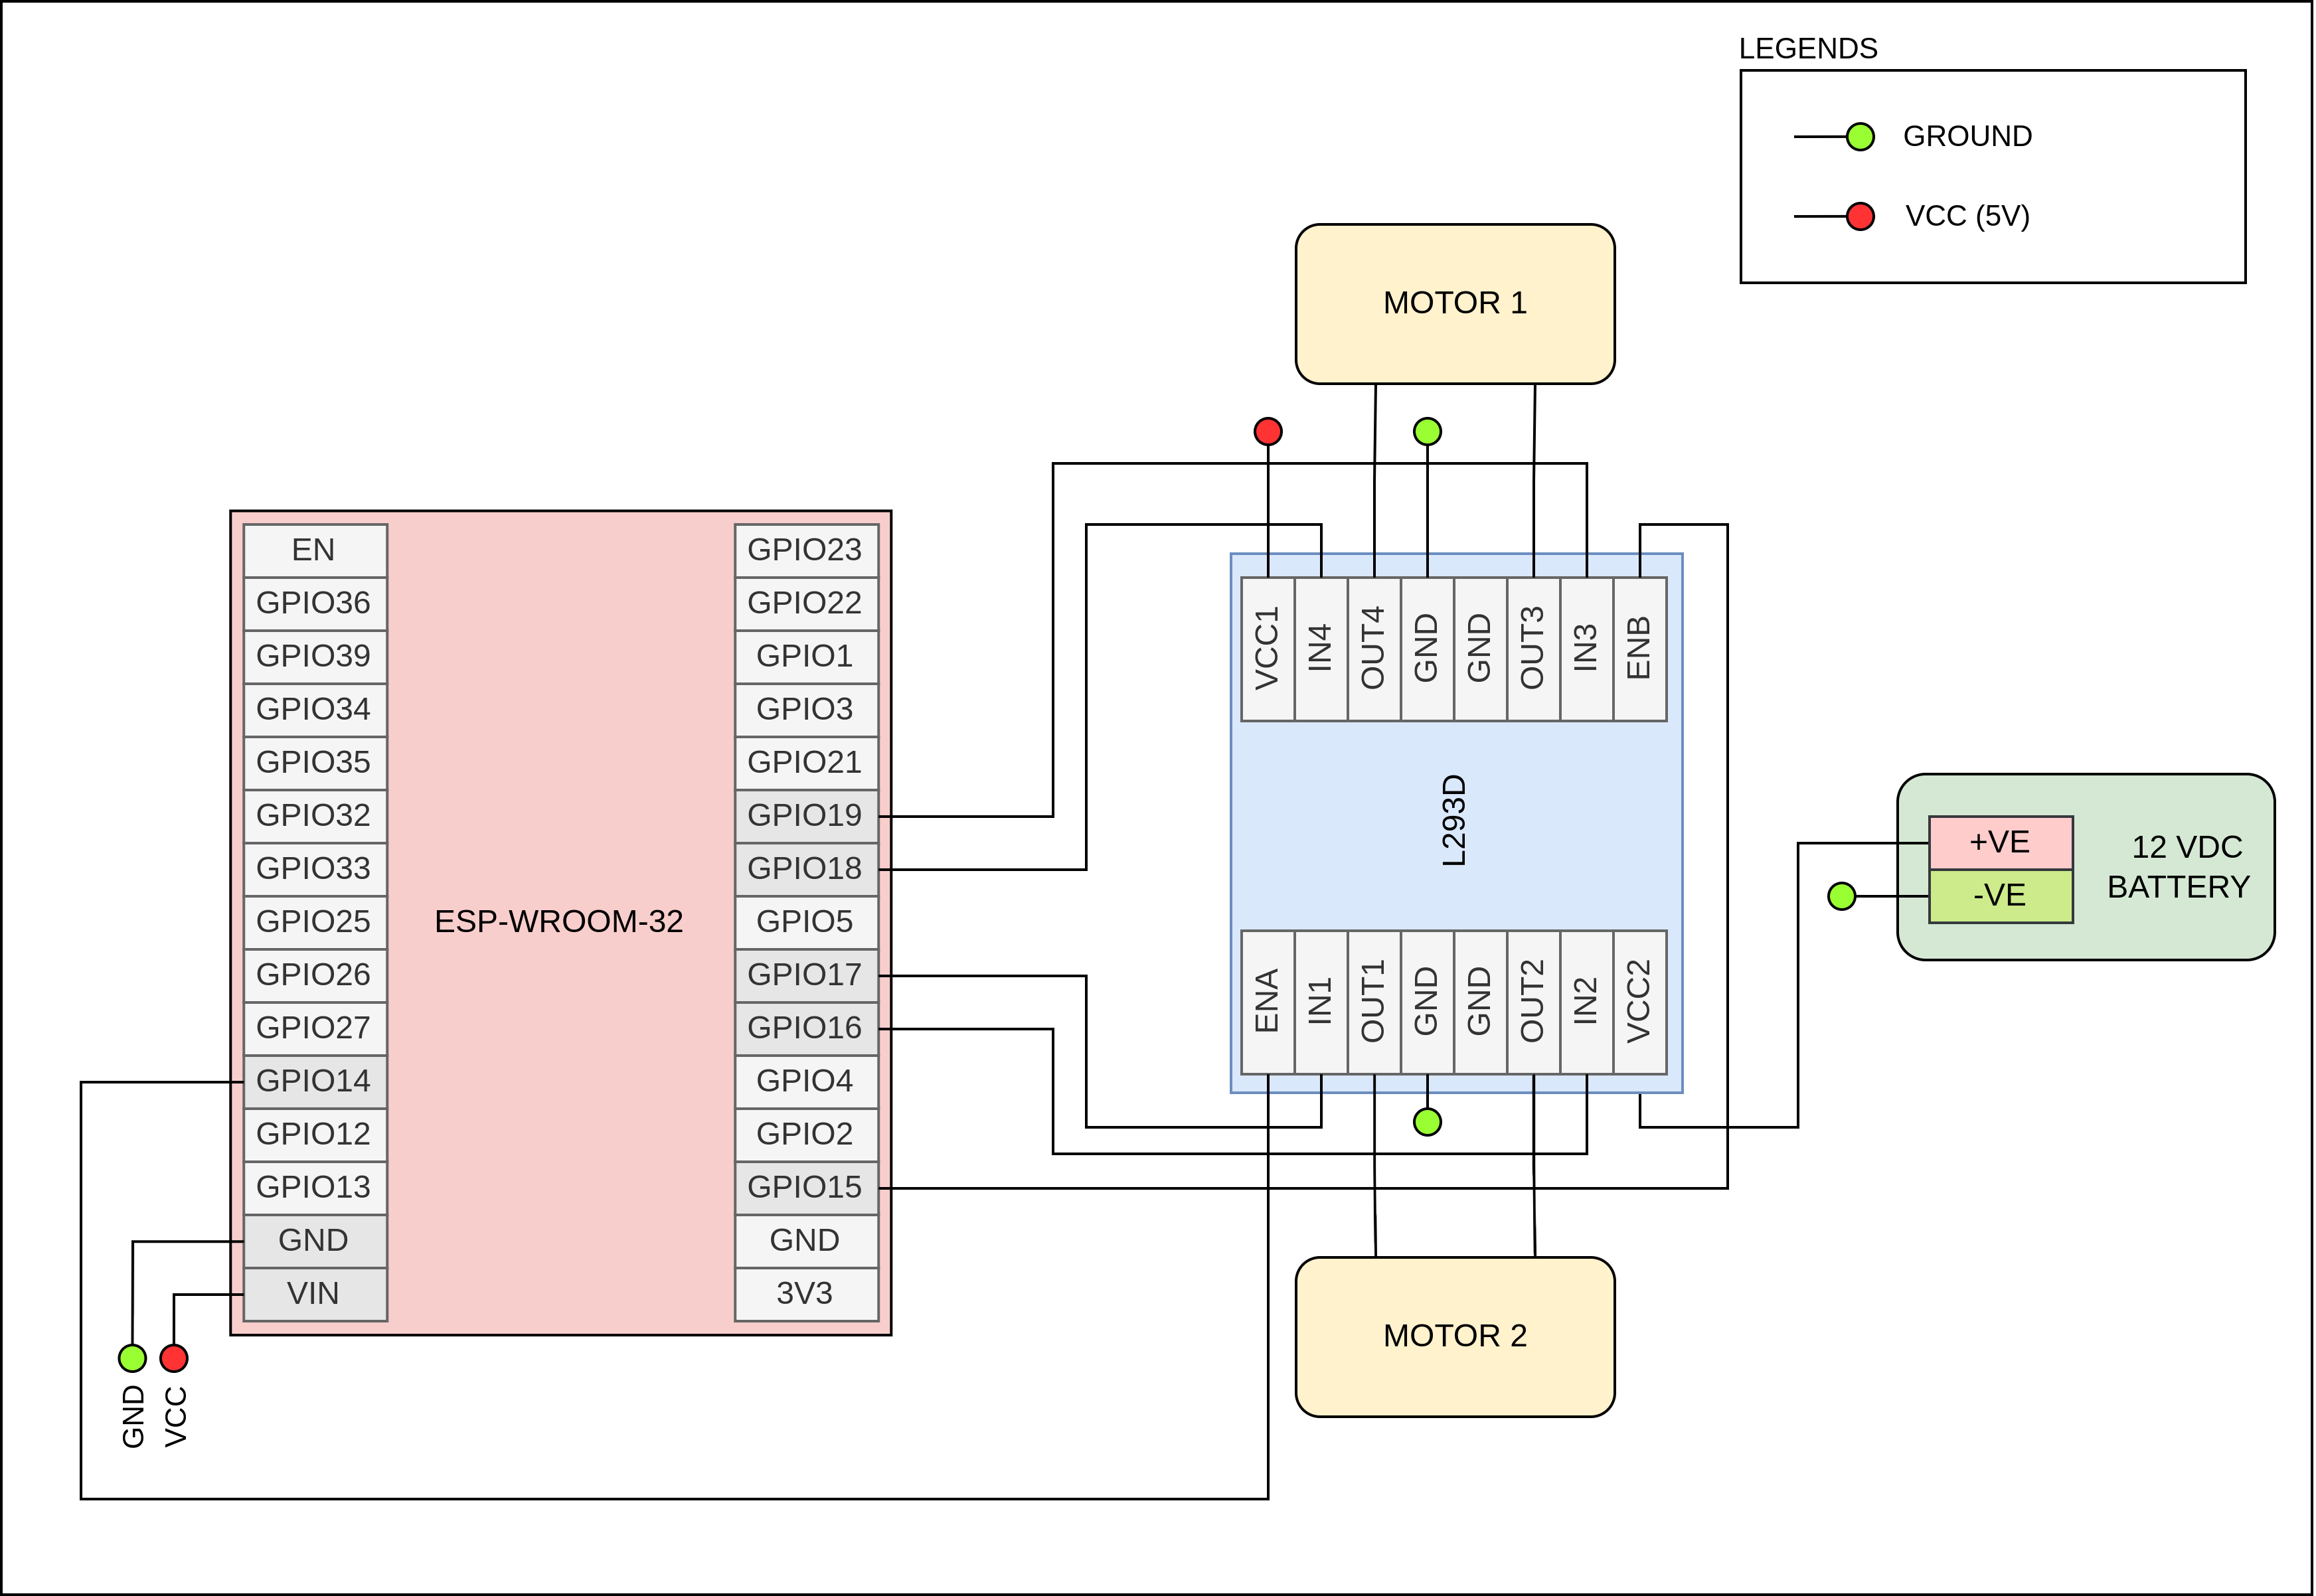 LEGENDS
GROUND
VCC (5V)
MOTOR 1
EN
GPIO36
GPIO39
GPIO34
GPIO35
GPIO32
GPIO33
GPIO25
GPIO26
GPIO27
GPIO14
GPIO12
GPIO13
GND
VIN
ESP-WROOM-32
GPIO23
GPIO22
GPIO1
GPIO3
GPIO21
GPIO19
GPIO18
GPIO5
GPIO17
GPIO16
GPIO4
GPIO2
GPIO15
GND
3V3
GND
VCC
VCC1
IN4
OUT4
GND
GND
OUT3
IN3
ENB
L293D
ENA
IN1
OUT1
GND
GND
OUT2
IN2
VCC2
+VE
-VE
12 VDC
BATTERY
MOTOR 2